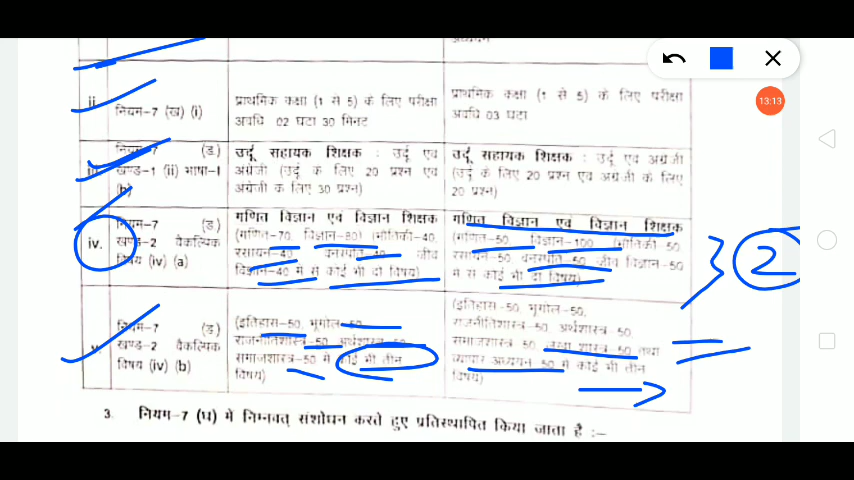 13:13
ii
नियम-7 (ख) (i)
प्राथमिक कक्षा (1 से 5) के लिए परीक्षा
अवधि 02 घंटा 30 मिनट
प्राथमिक कक्षा (1 से 5) के लिए परीक्षा
अवधि 03 घंटा
iii
नियम-7 (ड.)
खण्ड-1 (ii) भाषा-I
(b)
उर्दू सहायक शिक्षक : उर्दू एवं
अंग्रेजी (उर्दू के लिए 20 प्रश्न एवं
अंग्रेजी के लिए 30 प्रश्न)
उर्दू सहायक शिक्षक : उर्दू एवं अंग्रेजी
(उर्दू के लिए 20 प्रश्न एवं अंग्रेजी के लिए
20 प्रश्न)
iv.
नियम-7 (ड.)
खण्ड-2 वैकल्पिक
विषय (iv) (a)
गणित विज्ञान एवं विज्ञान शिक्षक
(गणित-70, विज्ञान-80) (भौतिकी-40,
रसायन-40, वनस्पति-40, जीव
विज्ञान-40 में से कोई भी दो विषय)
गणित विज्ञान एवं विज्ञान शिक्षक
(गणित-50, विज्ञान-100 (भौतिकी-50
रसायन-50 वनस्पति-50, जीव विज्ञान-50
में से कोई भी दो विषय)
2
v.
नियम-7 (ड.)
खण्ड-2 वैकल्पिक
विषय (iv) (b)
(इतिहास-50, भूगोल-50,
राजनीतिशास्त्र-50, अर्थशास्त्र-50,
समाजशास्त्र-50 में कोई भी तीन
विषय)
(इतिहास-50, भूगोल-50,
राजनीतिशास्त्र-50, अर्थशास्त्र 50,
समाजशास्त्र 50, शास्त्र 50 तथा
व्यापार अध्ययन 50 में कोई भी तीन
विषय)
3. नियम-7 (घ) में निम्नवत् संशोधन करते हुए प्रतिस्थापित किया जाता है :-